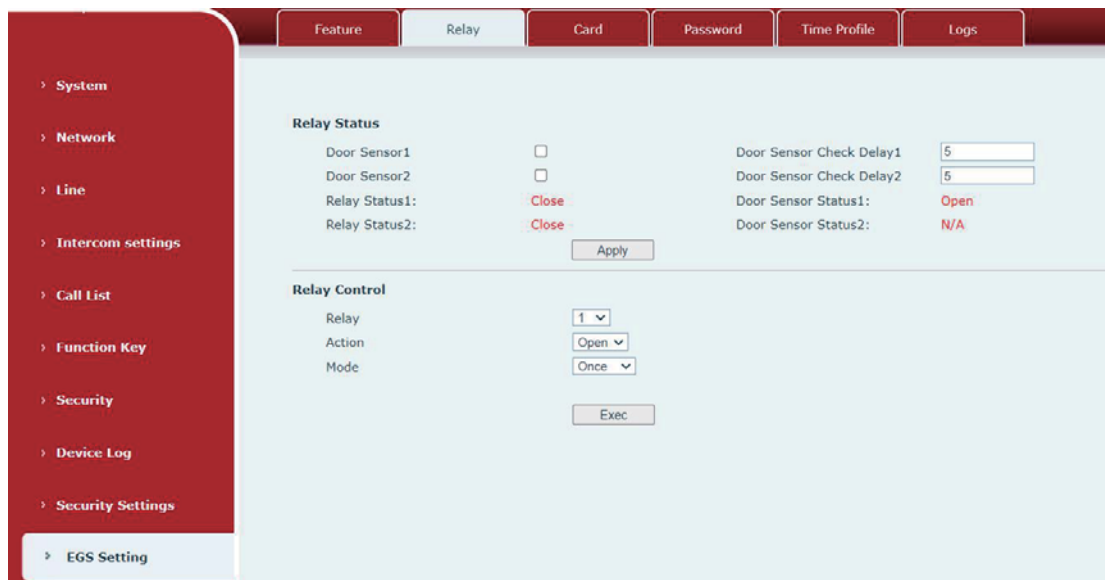 Feature Relay Card Password Time Profile Logs
› System
› Network
› Line
› Intercom settings
› Call List
› Function Key
› Security
› Device Log
› Security Settings
› EGS Setting
Relay Status
Door Sensor1 Door Sensor Check Delay1 5
Door Sensor2 Door Sensor Check Delay2 5
Relay Status1: Close Door Sensor Status1: Open
Relay Status2: Close Door Sensor Status2: N/A
Apply
Relay Control
Relay 1
Action Open
Mode Once
Exec